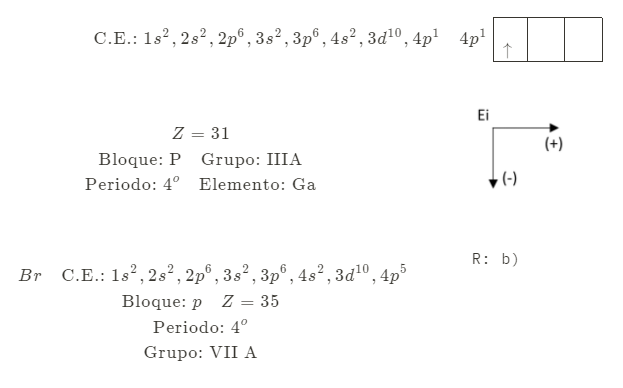 C.E.: 1s², 2s², 2p⁶, 3s², 3p⁶, 4s², 3d¹⁰, 4p¹ 4p¹ ↑
Z = 31
Bloque: P Grupo: IIIA
Periodo: 4º Elemento: Ga
Ei
(+)
(-)
R: b)
Br C.E.: 1s², 2s², 2p⁶, 3s², 3p⁶, 4s², 3d¹⁰, 4p⁵
Bloque: p Z = 35
Periodo: 4º
Grupo: VII A